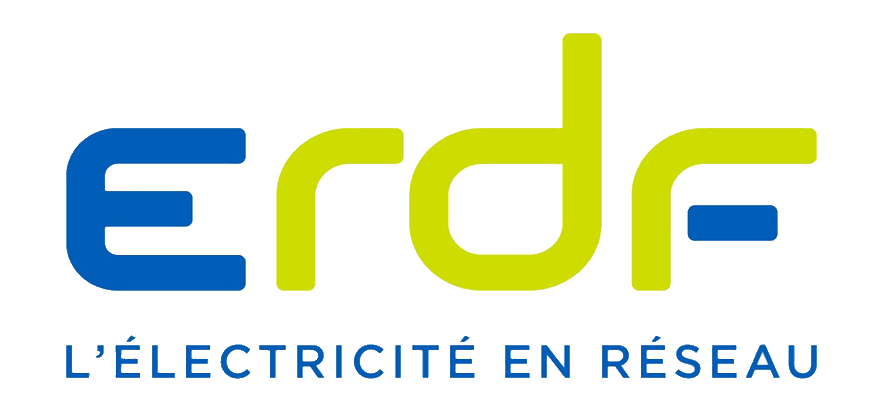 erdf
L'ÉLECTRICITÉ EN RÉSEAU